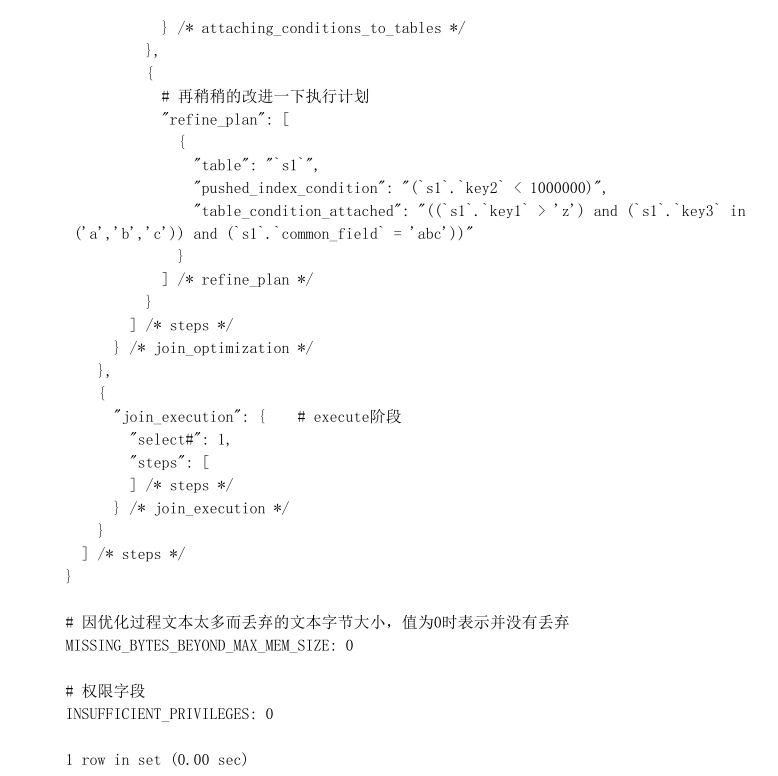 } /* attaching_conditions_to_tables */
},
{
# 再稍稍的改进一下执行计划
"refine_plan": [
{
"table": "`s1`",
"pushed_index_condition": "(`s1`.`key2` < 1000000)",
"table_condition_attached": "((`s1`.`key1` > 'z') and (`s1`.`key3` in
('a','b','c')) and (`s1`.`common_field` = 'abc'))"
}
] /* refine_plan */
}
] /* steps */
} /* join_optimization */
},
{
"join_execution": {    # execute阶段
"select#": 1,
"steps": [
] /* steps */
} /* join_execution */
}
] /* steps */
}
# 因优化过程文本太多而丢弃的文本字节大小，值为0时表示并没有丢弃
MISSING_BYTES_BEYOND_MAX_MEM_SIZE: 0
# 权限字段
INSUFFICIENT_PRIVILEGES: 0
1 row in set (0.00 sec)